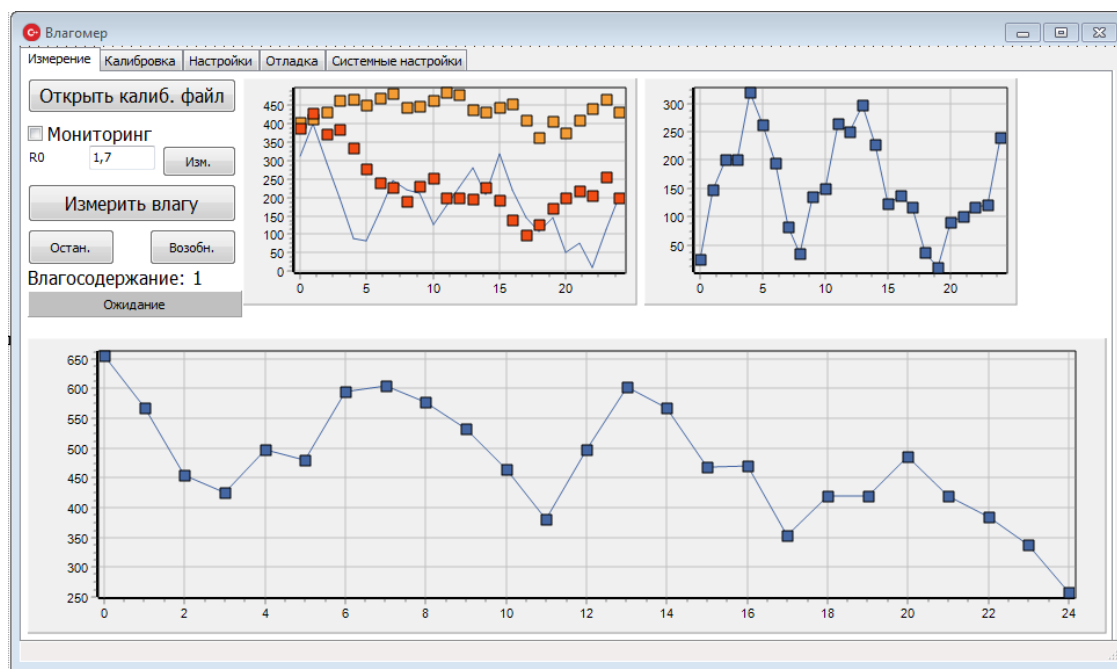 Влагомер
Измерение Калибровка Настройки Отладка Системные настройки
Открыть калиб. файл
Мониторинг
R0 1,7 Изм.
Измерить влагу
Остан. Возобн.
Влагосодержание: 1
Ожидание
450
400
350
300
250
200
150
100
50
0
0 5 10 15 20
300
250
200
150
100
50
0 5 10 15 20
650
600
550
500
450
400
350
300
250
0 2 4 6 8 10 12 14 16 18 20 22 24